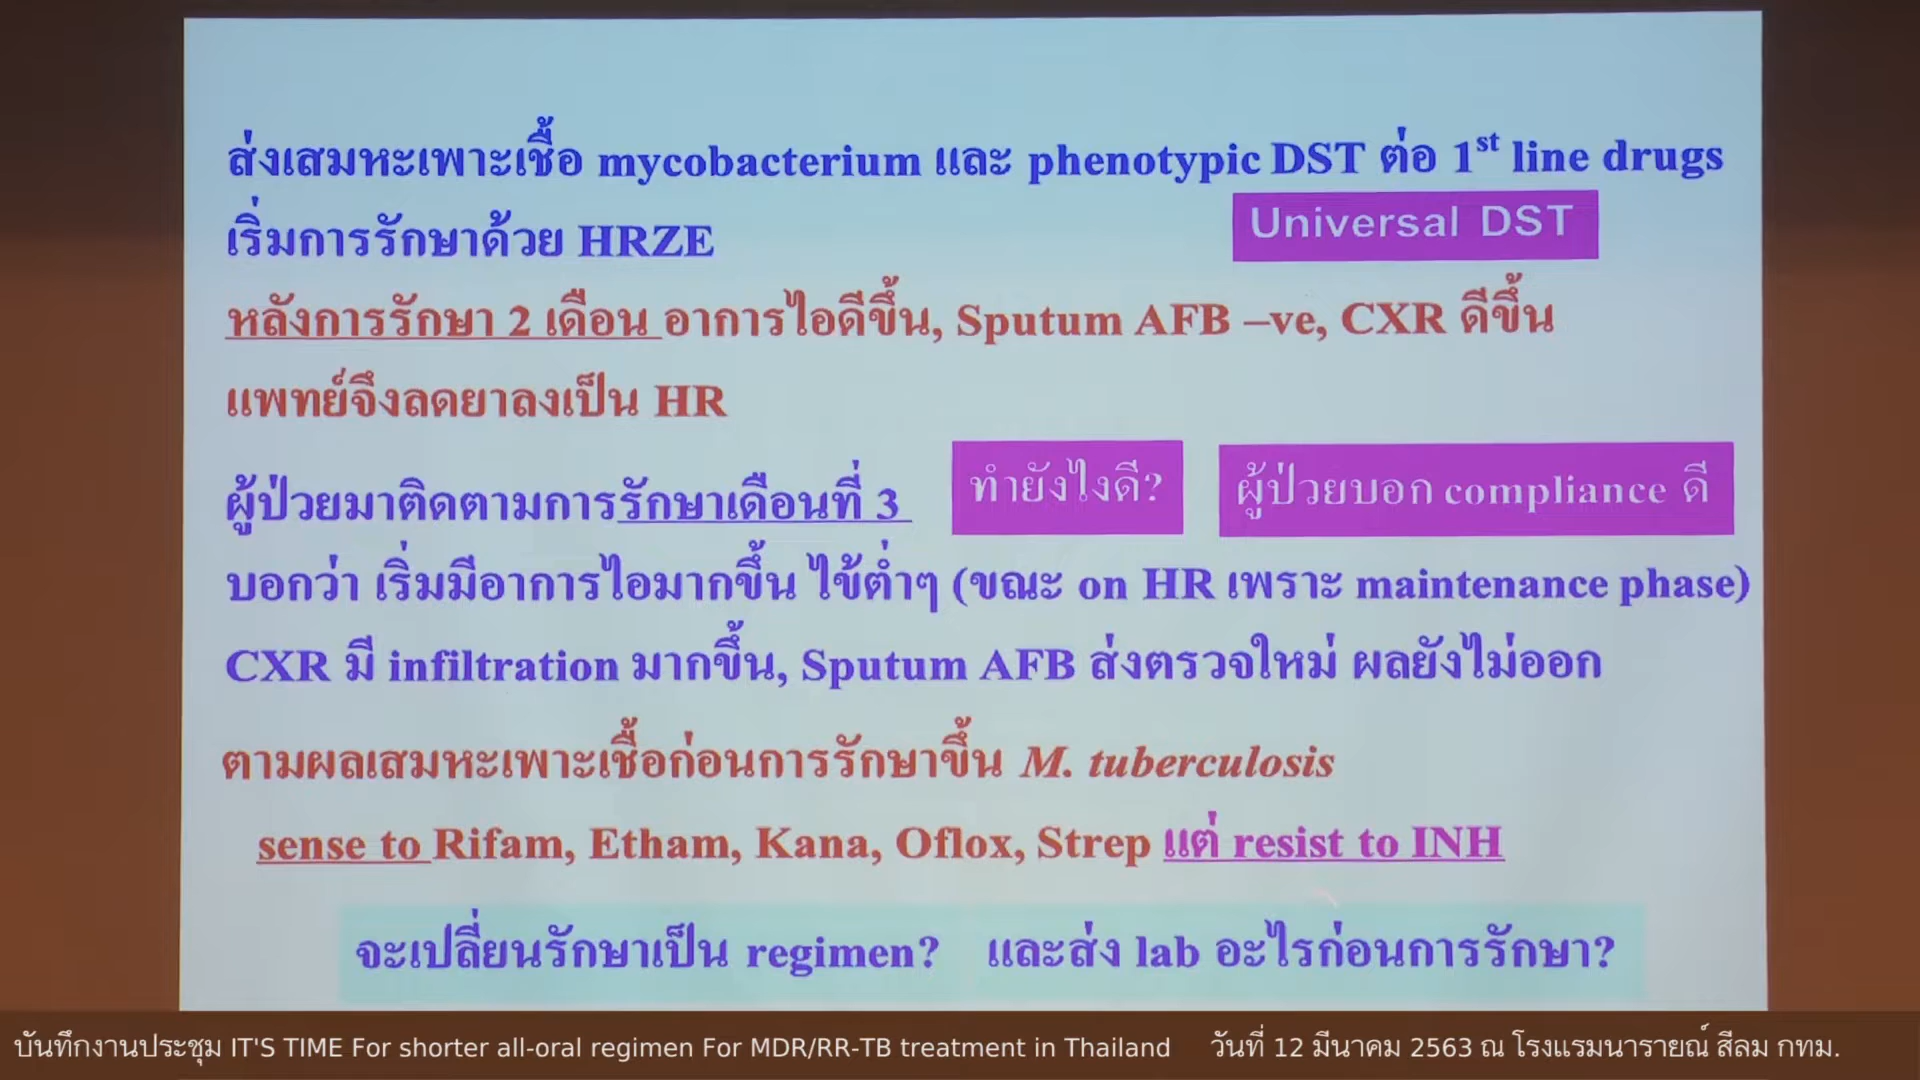 ส่งเสมหะเพาะเชื้อ mycobacterium และ phenotypic DST ต่อ 1st line drugs
Universal DST
เริ่มการรักษาด้วย HRZE
หลังการรักษา 2 เดือน อาการไอดีขึ้น, Sputum AFB –ve, CXR ดีขึ้น
แพทย์จึงลดยาลงเป็น HR
ผู้ป่วยมาติดตามการรักษาเดือนที่ 3
ทำยังไงดี?
ผู้ป่วยบอก compliance ดี
บอกว่า เริ่มมีอาการไอมากขึ้น ไข้ต่ำๆ (ขณะ on HR เพราะ maintenance phase)
CXR มี infiltration มากขึ้น, Sputum AFB ส่งตรวจใหม่ ผลยังไม่ออก
ตามผลเสมหะเพาะเชื้อก่อนการรักษาขึ้น M. tuberculosis
sense to Rifam, Etham, Kana, Oflox, Strep แต่ resist to INH
จะเปลี่ยนรักษาเป็น regimen? และส่ง lab อะไรก่อนการรักษา?
บันทึกงานประชุม IT'S TIME For shorter all-oral regimen For MDR/RR-TB treatment in Thailand วันที่ 12 มีนาคม 2563 ณ โรงแรมนารายณ์ สีลม กทม.